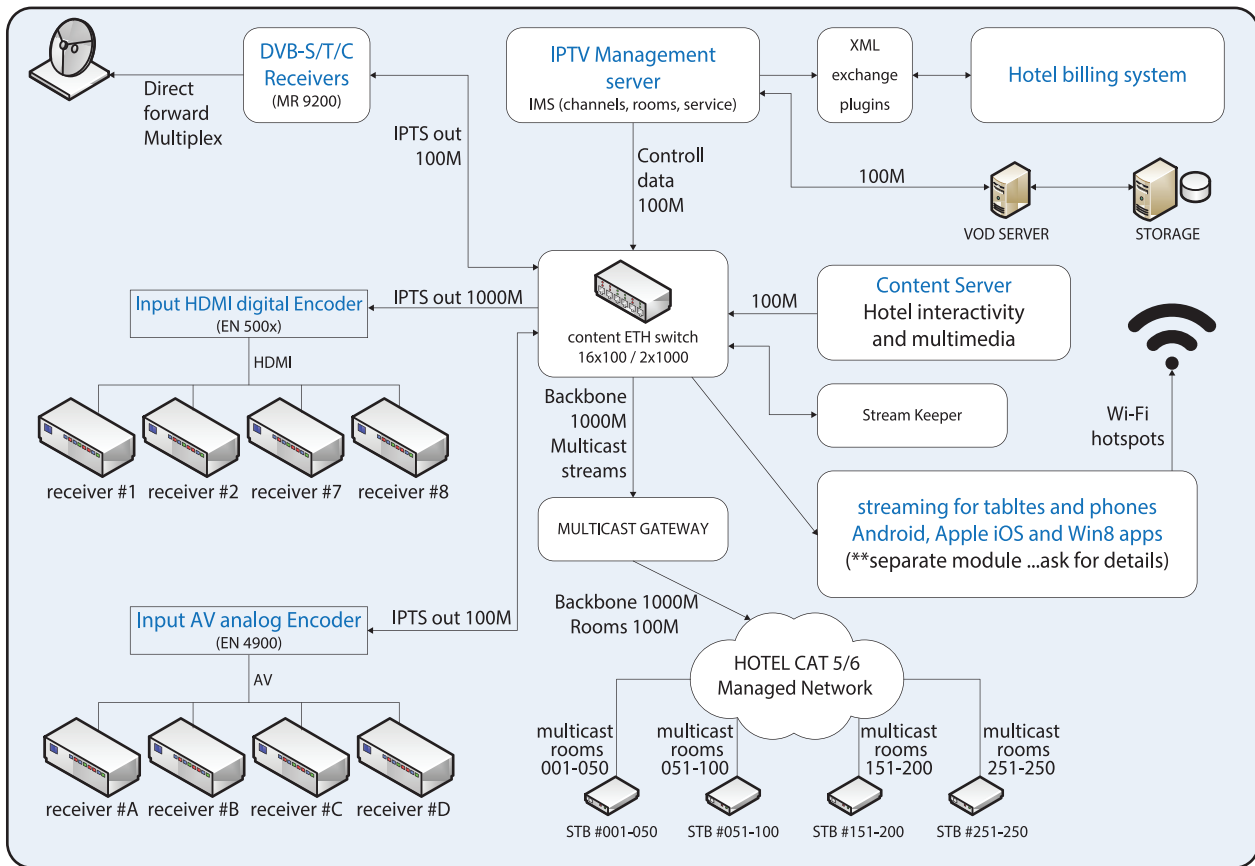 DVB-S/T/C
Receivers
(MR 9200)
Direct
forward
Multiplex
IPTS out
100M
IPTV Management
server
IMS (channels, rooms, service)
XML
exchange
plugins
Hotel billing system
Controll
data
100M
100M
VOD SERVER
STORAGE
Input HDMI digital Encoder
(EN 500x)
IPTS out 1000M
HDMI
receiver #1
receiver #2
receiver #7
receiver #8
content ETH switch
16x100 / 2x1000
100M
Content Server
Hotel interactivity
and multimedia
Stream Keeper
Wi-Fi
hotspots
Backbone
1000M
Multicast
streams
MULTICAST GATEWAY
streaming for tabltes and phones
Android, Apple iOS and Win8 apps
(**separate module ...ask for details)
Input AV analog Encoder
(EN 4900)
IPTS out 100M
AV
receiver #A
receiver #B
receiver #C
receiver #D
Backbone 1000M
Rooms 100M
HOTEL CAT 5/6
Managed Network
multicast
rooms
001-050
multicast
rooms
051-100
multicast
rooms
151-200
multicast
rooms
251-250
STB #001-050
STB #051-100
STB #151-200
STB #251-250